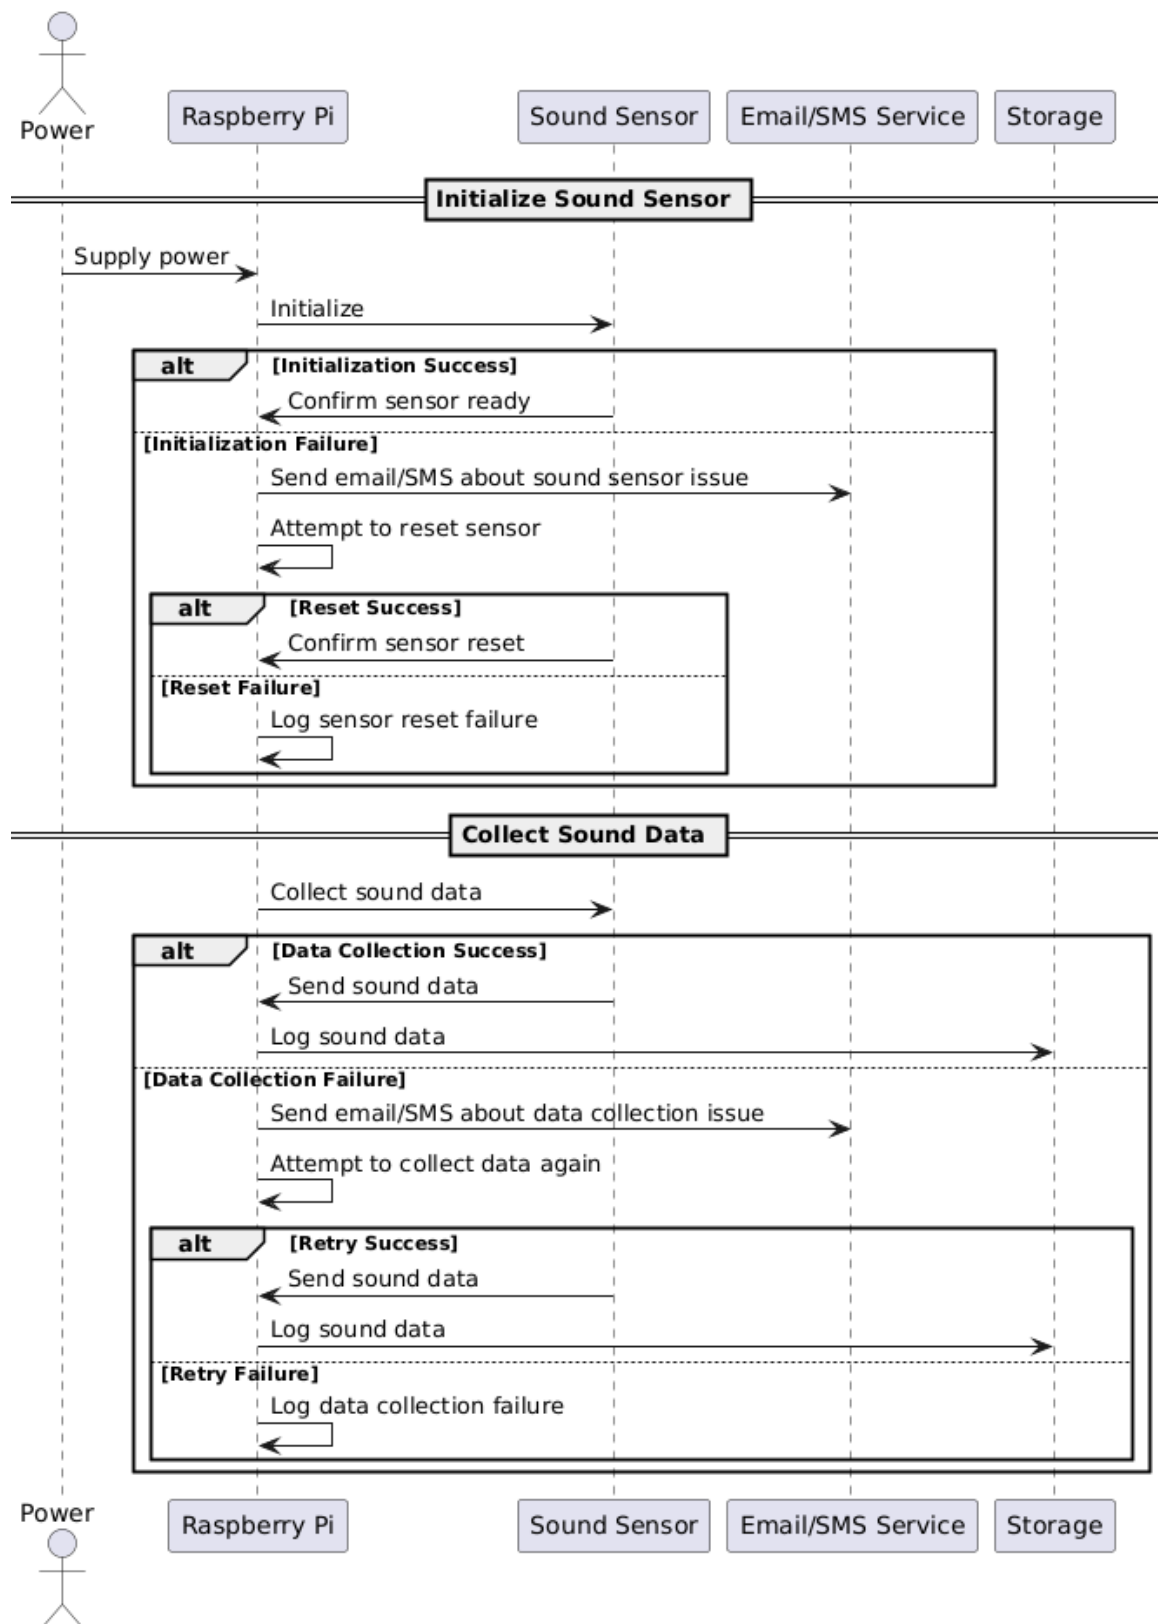 Power
Raspberry Pi
Sound Sensor
Email/SMS Service
Storage
Initialize Sound Sensor
Supply power
Initialize
alt [Initialization Success]
Confirm sensor ready
[Initialization Failure]
Send email/SMS about sound sensor issue
Attempt to reset sensor
alt [Reset Success]
Confirm sensor reset
[Reset Failure]
Log sensor reset failure
Collect Sound Data
Collect sound data
alt [Data Collection Success]
Send sound data
Log sound data
[Data Collection Failure]
Send email/SMS about data collection issue
Attempt to collect data again
alt [Retry Success]
Send sound data
Log sound data
[Retry Failure]
Log data collection failure
Power
Raspberry Pi
Sound Sensor
Email/SMS Service
Storage